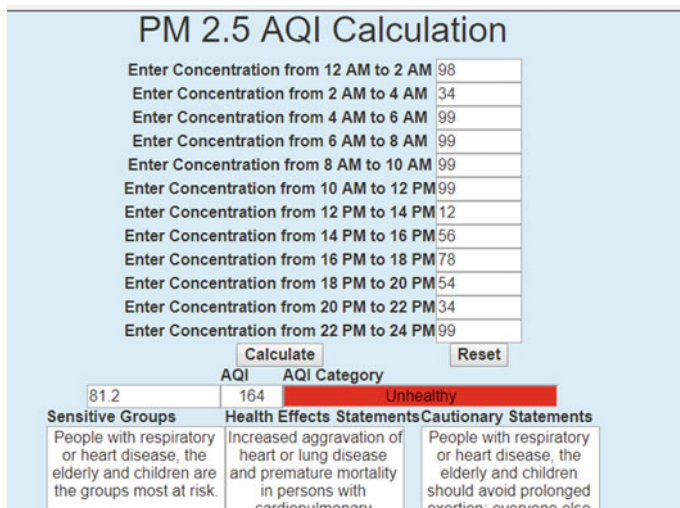 PM 2.5 AQI Calculation
Enter Concentration from 12 AM to 2 AM 98
Enter Concentration from 2 AM to 4 AM 34
Enter Concentration from 4 AM to 6 AM 99
Enter Concentration from 6 AM to 8 AM 99
Enter Concentration from 8 AM to 10 AM 99
Enter Concentration from 10 AM to 12 PM 99
Enter Concentration from 12 PM to 14 PM 12
Enter Concentration from 14 PM to 16 PM 56
Enter Concentration from 16 PM to 18 PM 78
Enter Concentration from 18 PM to 20 PM 54
Enter Concentration from 20 PM to 22 PM 34
Enter Concentration from 22 PM to 24 PM 99
Calculate Reset
AQI AQI Category
81.2 164 Unhealthy
Sensitive Groups Health Effects Statements Cautionary Statements
People with respiratory
or heart disease, the
elderly and children are
the groups most at risk.
Increased aggravation of
heart or lung disease
and premature mortality
in persons with
cardiopulmonary
People with respiratory
or heart disease, the
elderly and children
should avoid prolonged
exertion; everyone else